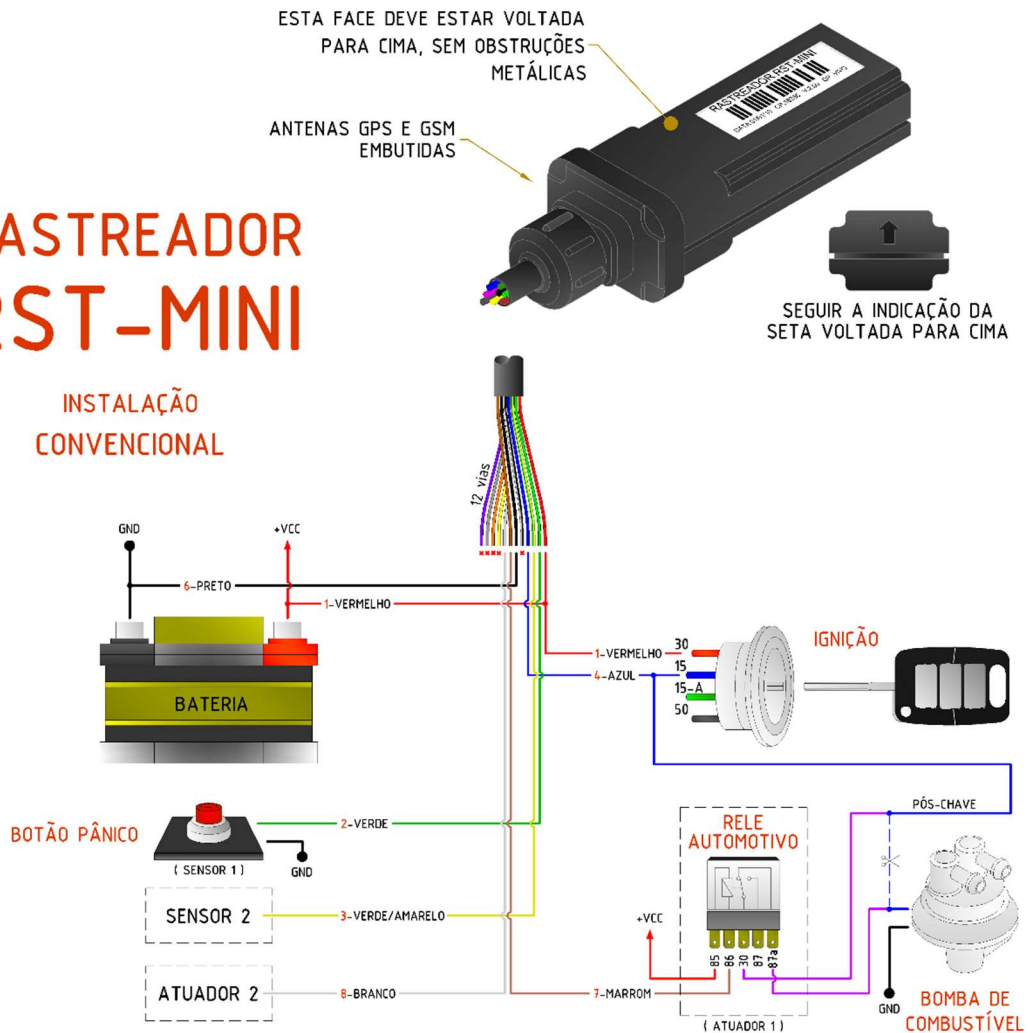 ESTA FACE DEVE ESTAR VOLTADA
PARA CIMA, SEM OBSTRUÇÕES
METÁLICAS
RASTREADOR RST-MINI
ANTENAS GPS E GSM
EMBUTIDAS
ASTREADOR
ST-MINI
SEGUIR A INDICAÇÃO DA
SETA VOLTADA PARA CIMA
INSTALAÇÃO
CONVENCIONAL
12 vias
GND
+VCC
6-PRETO
1-VERMELHO
BATERIA
1-VERMELHO
4-AZUL
30
15
15-A
50
IGNIÇÃO
BOTÃO PÂNICO
( SENSOR 1 )
GND
2-VERDE
SENSOR 2
3-VERDE/AMARELO
ATUADOR 2
8-BRANCO
7-MARROM
RELE
AUTOMOTIVO
+VCC
85
86
30
87
87a
( ATUADOR 1 )
PÓS-CHAVE
GND
BOMBA DE
COMBUSTÍVEL